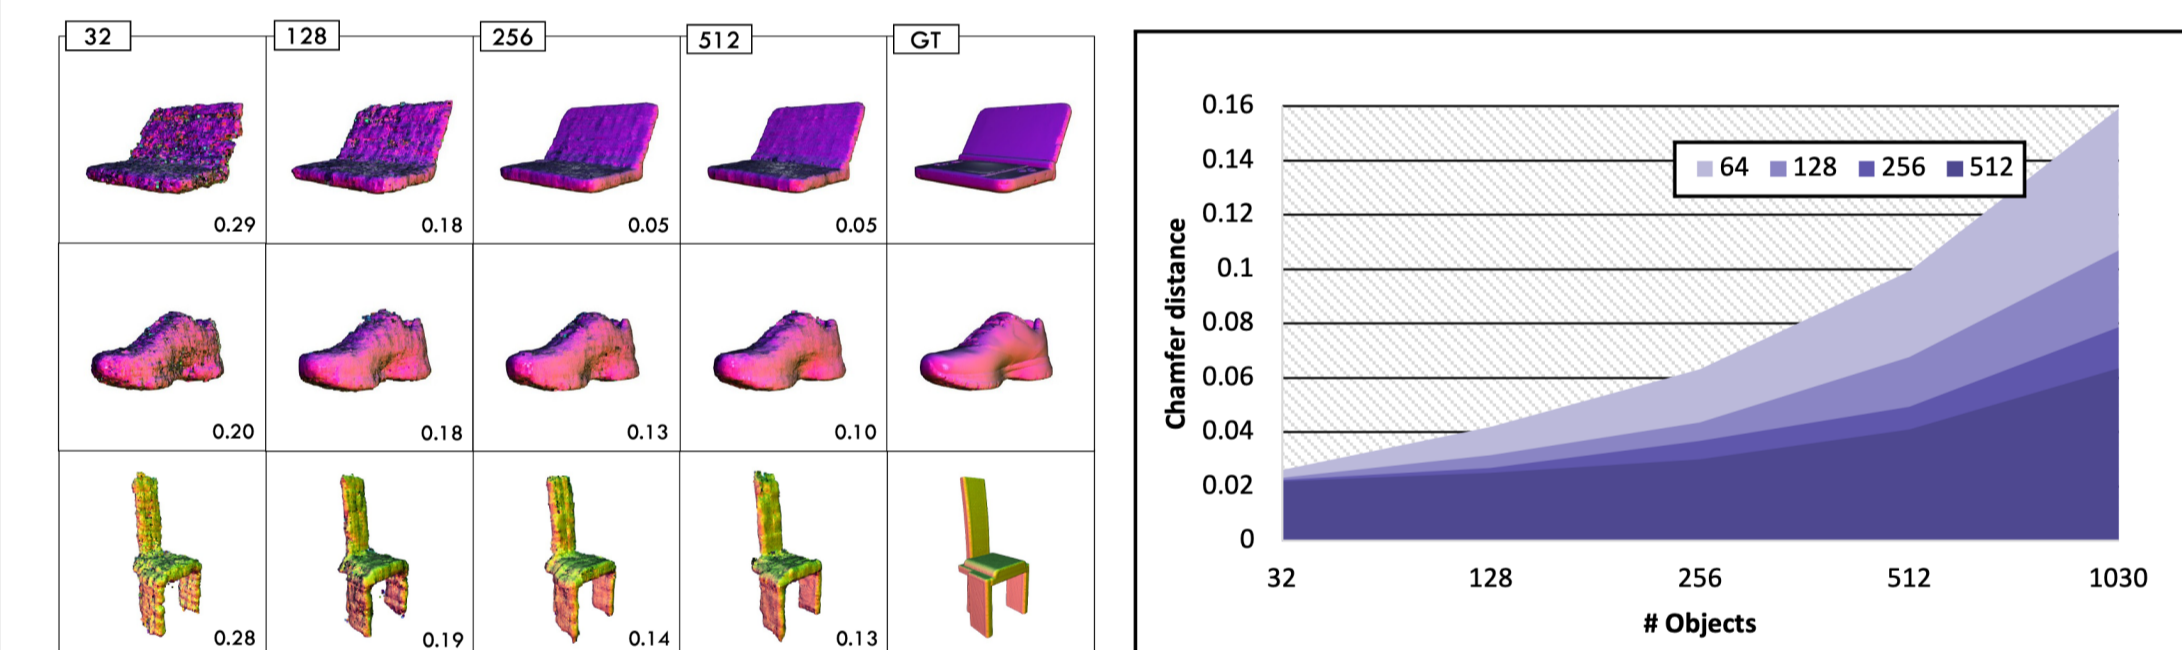 32 128 256 512 GT
0.29 0.18 0.05 0.05
0.20 0.18 0.13 0.10
0.28 0.19 0.14 0.13
Chamfer distance
0.16
0.14
0.12
0.1
0.08
0.06
0.04
0.02
0
64 128 256 512
32 128 256 512 1030
# Objects